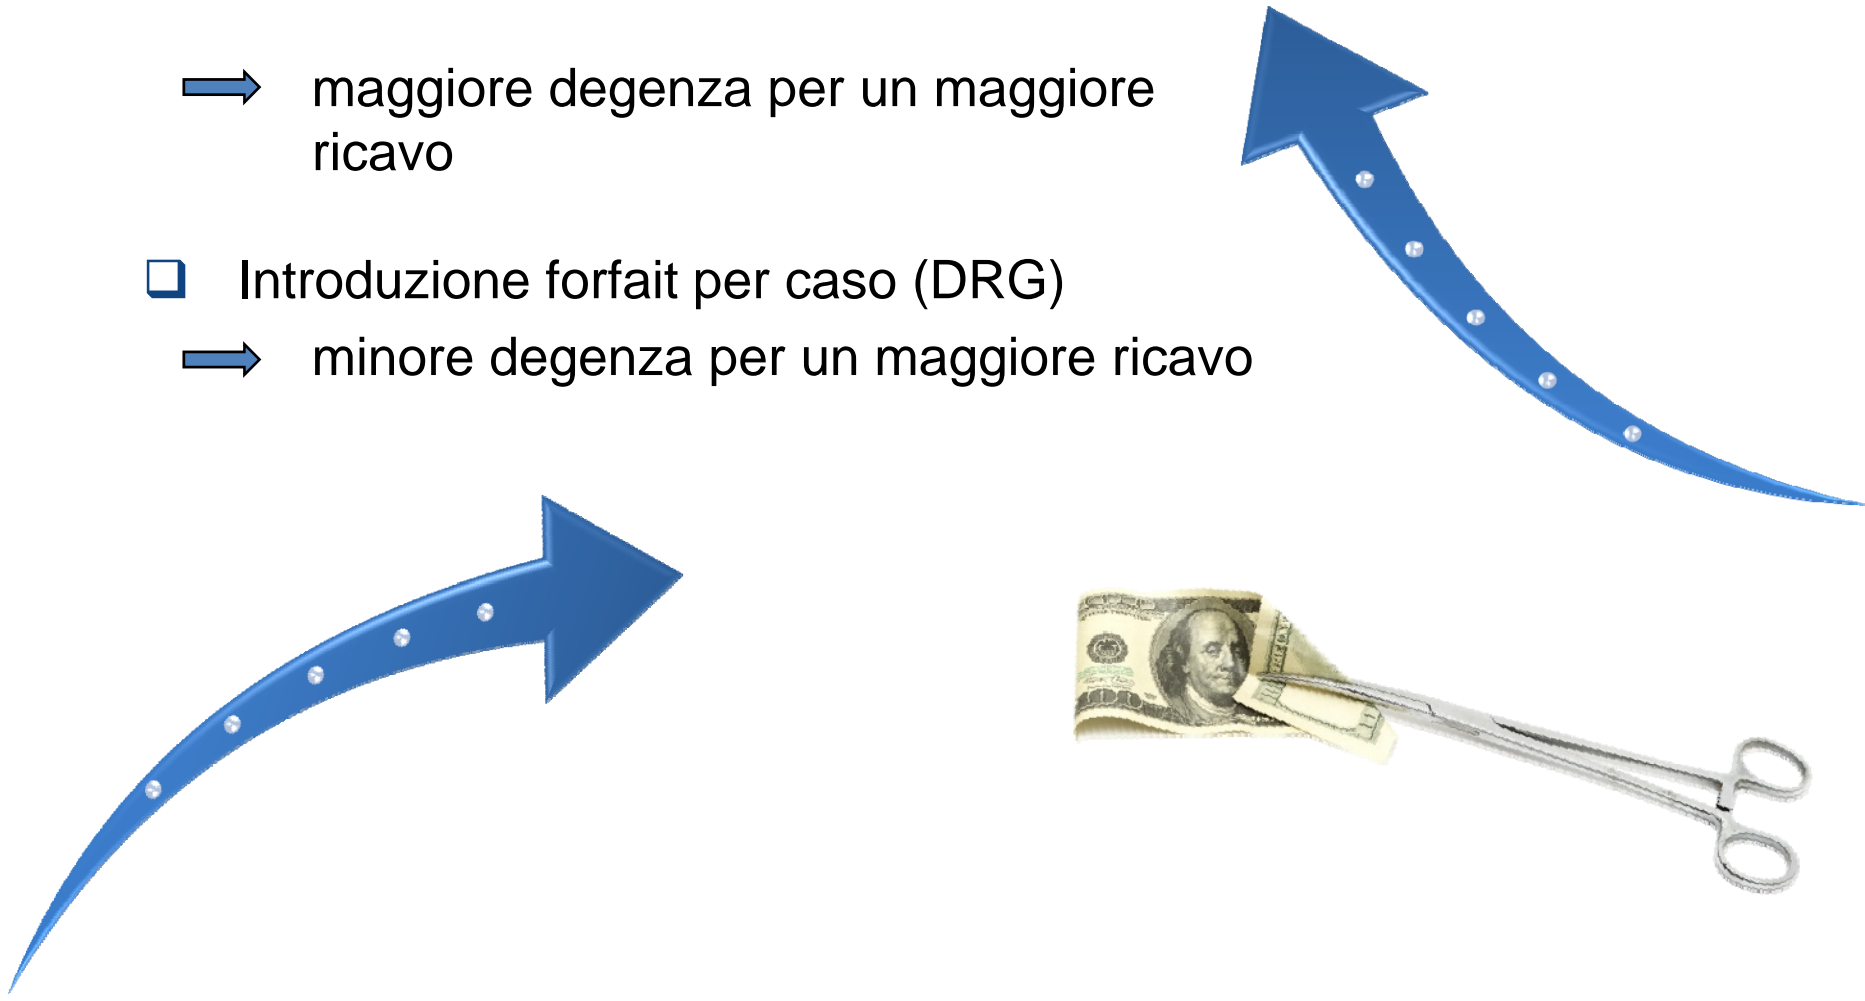 maggiore degenza per un maggiore
ricavo
Introduzione forfait per caso (DRG)
minore degenza per un maggiore ricavo